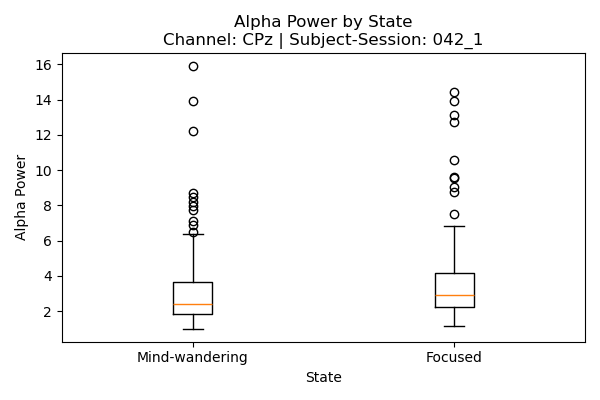 Alpha Power by State
Channel: CPz | Subject-Session: 042_1
16
14
12
10
8
6
4
2
Alpha Power
Mind-wandering
Focused
State